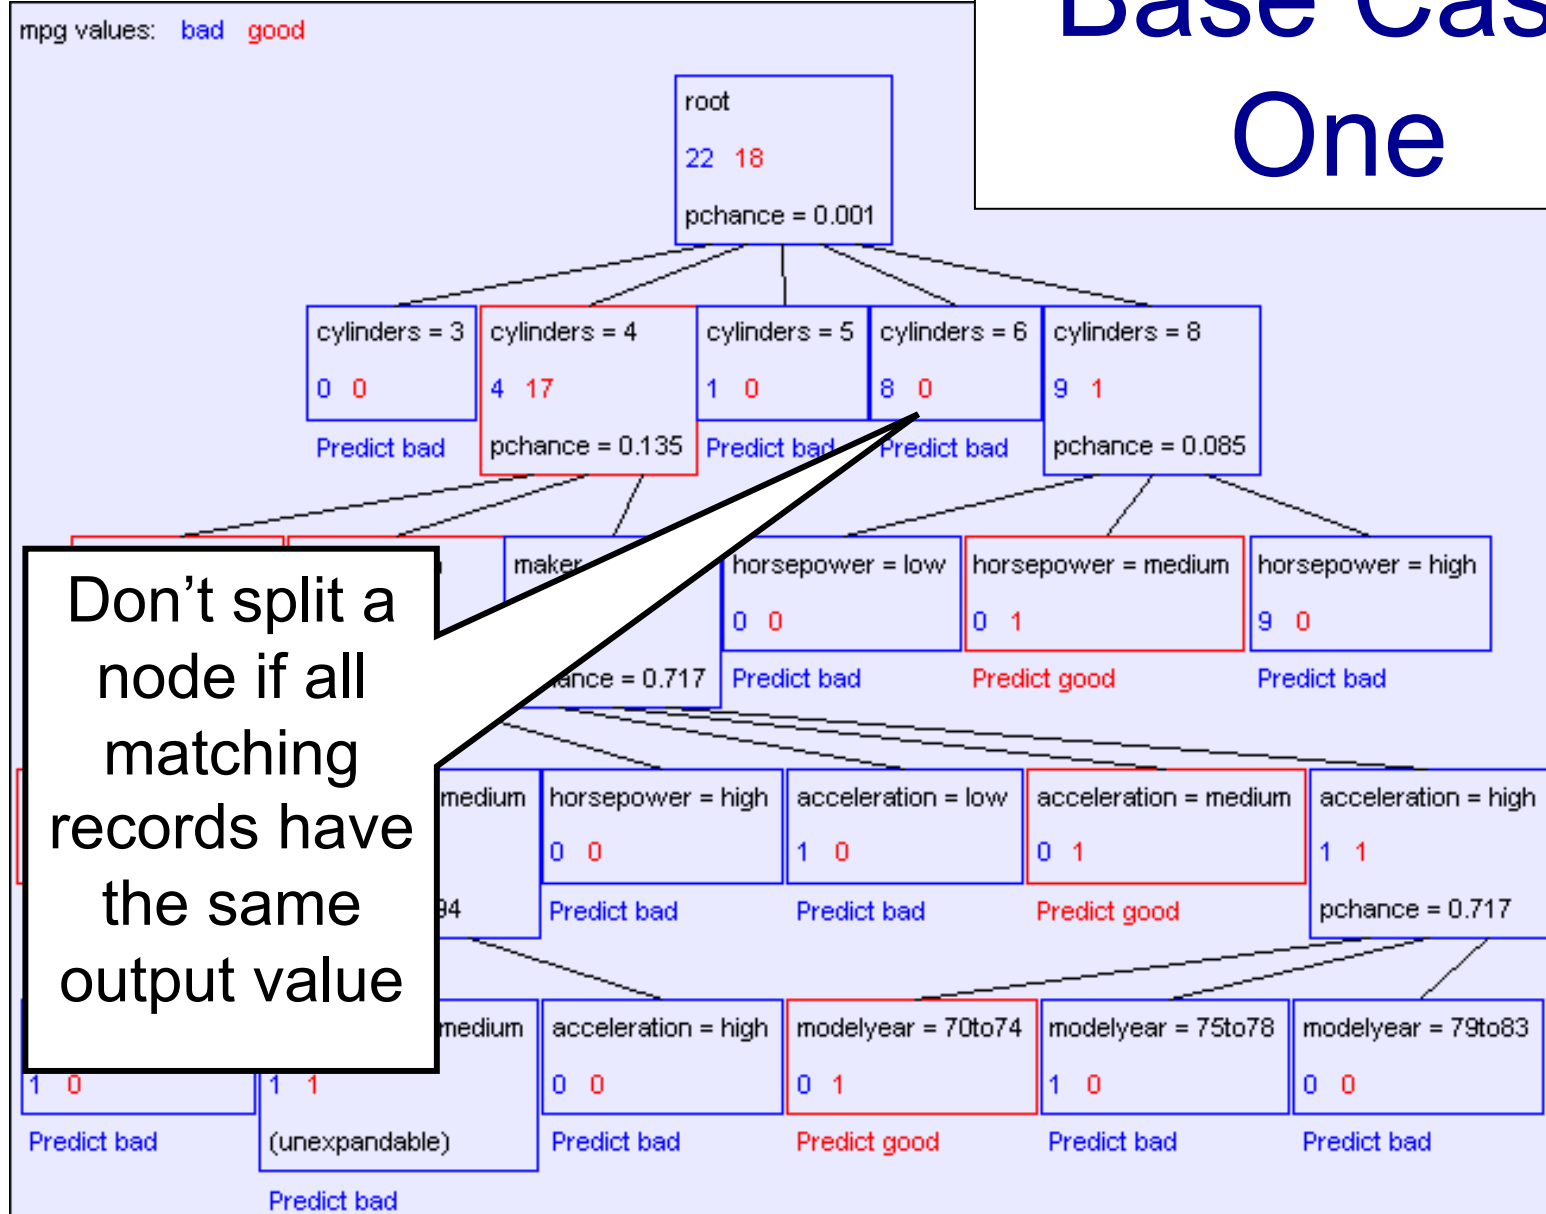 mpg values: bad good
Base Cas
One
root
22 18
pchance = 0.001
cylinders = 3
0 0
Predict bad
cylinders = 4
4 17
pchance = 0.135
cylinders = 5
1 0
Predict bad
cylinders = 6
8 0
Predict bad
cylinders = 8
9 1
pchance = 0.085
maker
pchance = 0.717
horsepower = low
0 0
Predict bad
horsepower = medium
0 1
Predict good
horsepower = high
9 0
Predict bad
Don’t split a
node if all
matching
records have
the same
output value
medium
94
horsepower = high
0 0
Predict bad
acceleration = low
1 0
Predict bad
acceleration = medium
0 1
Predict good
acceleration = high
1 1
pchance = 0.717
1 0
Predict bad
medium
1 1
(unexpandable)
Predict bad
acceleration = high
0 0
Predict bad
modelyear = 70to74
0 1
Predict good
modelyear = 75to78
1 0
Predict bad
modelyear = 79to83
0 0
Predict bad